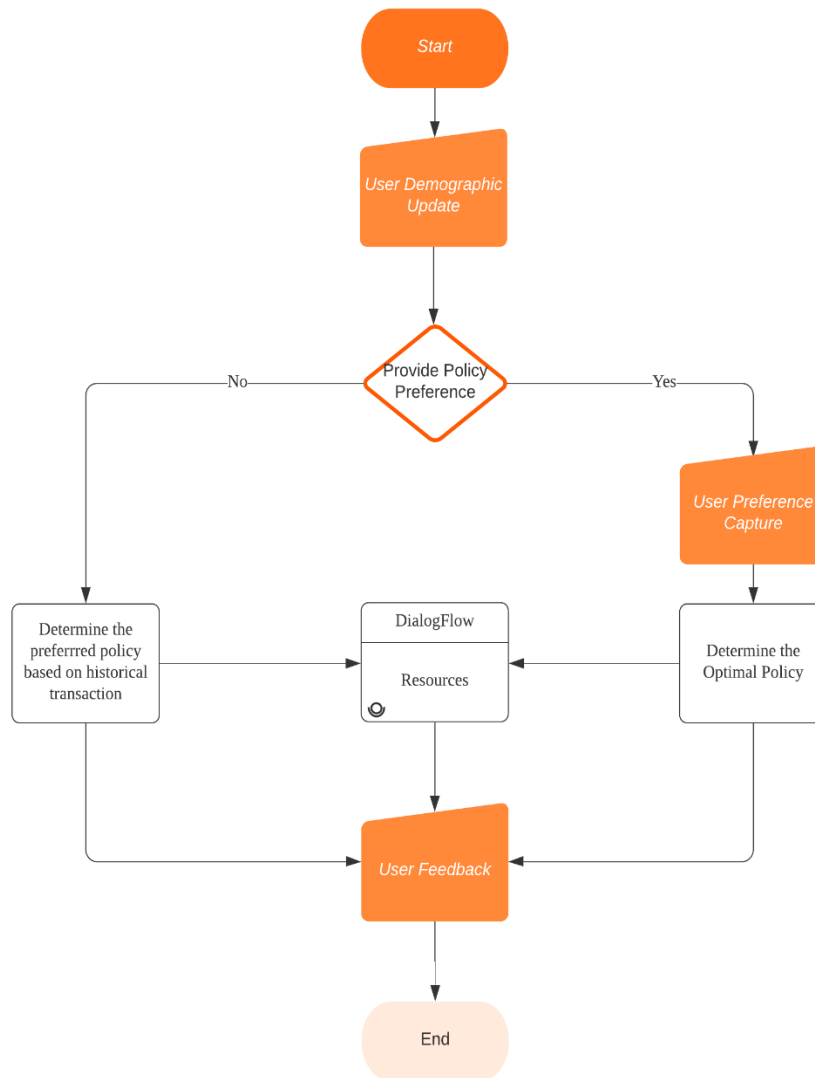 Start
User Demographic
Update
Provide Policy
Preference
No
Yes
User Preference
Capture
Determine the
preferrred policy
based on historical
transaction
DialogFlow
Resources
Determine the
Optimal Policy
User Feedback
End